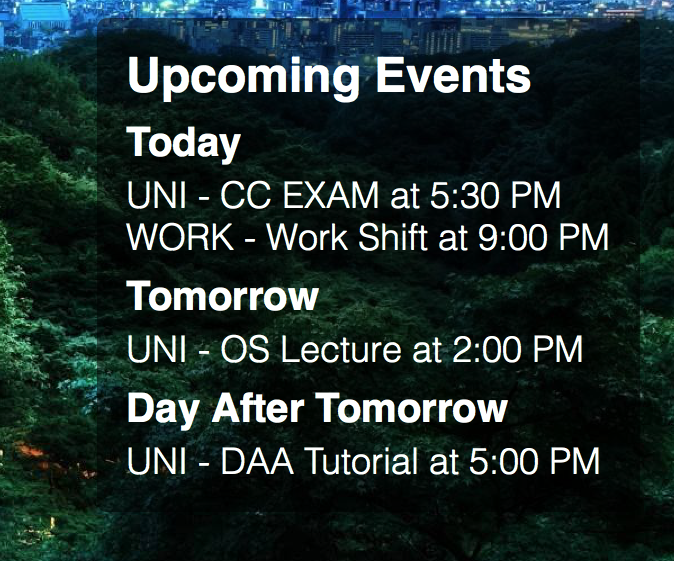 Upcoming Events
Today
UNI - CC EXAM at 5:30 PM
WORK - Work Shift at 9:00 PM
Tomorrow
UNI - OS Lecture at 2:00 PM
Day After Tomorrow
UNI - DAA Tutorial at 5:00 PM